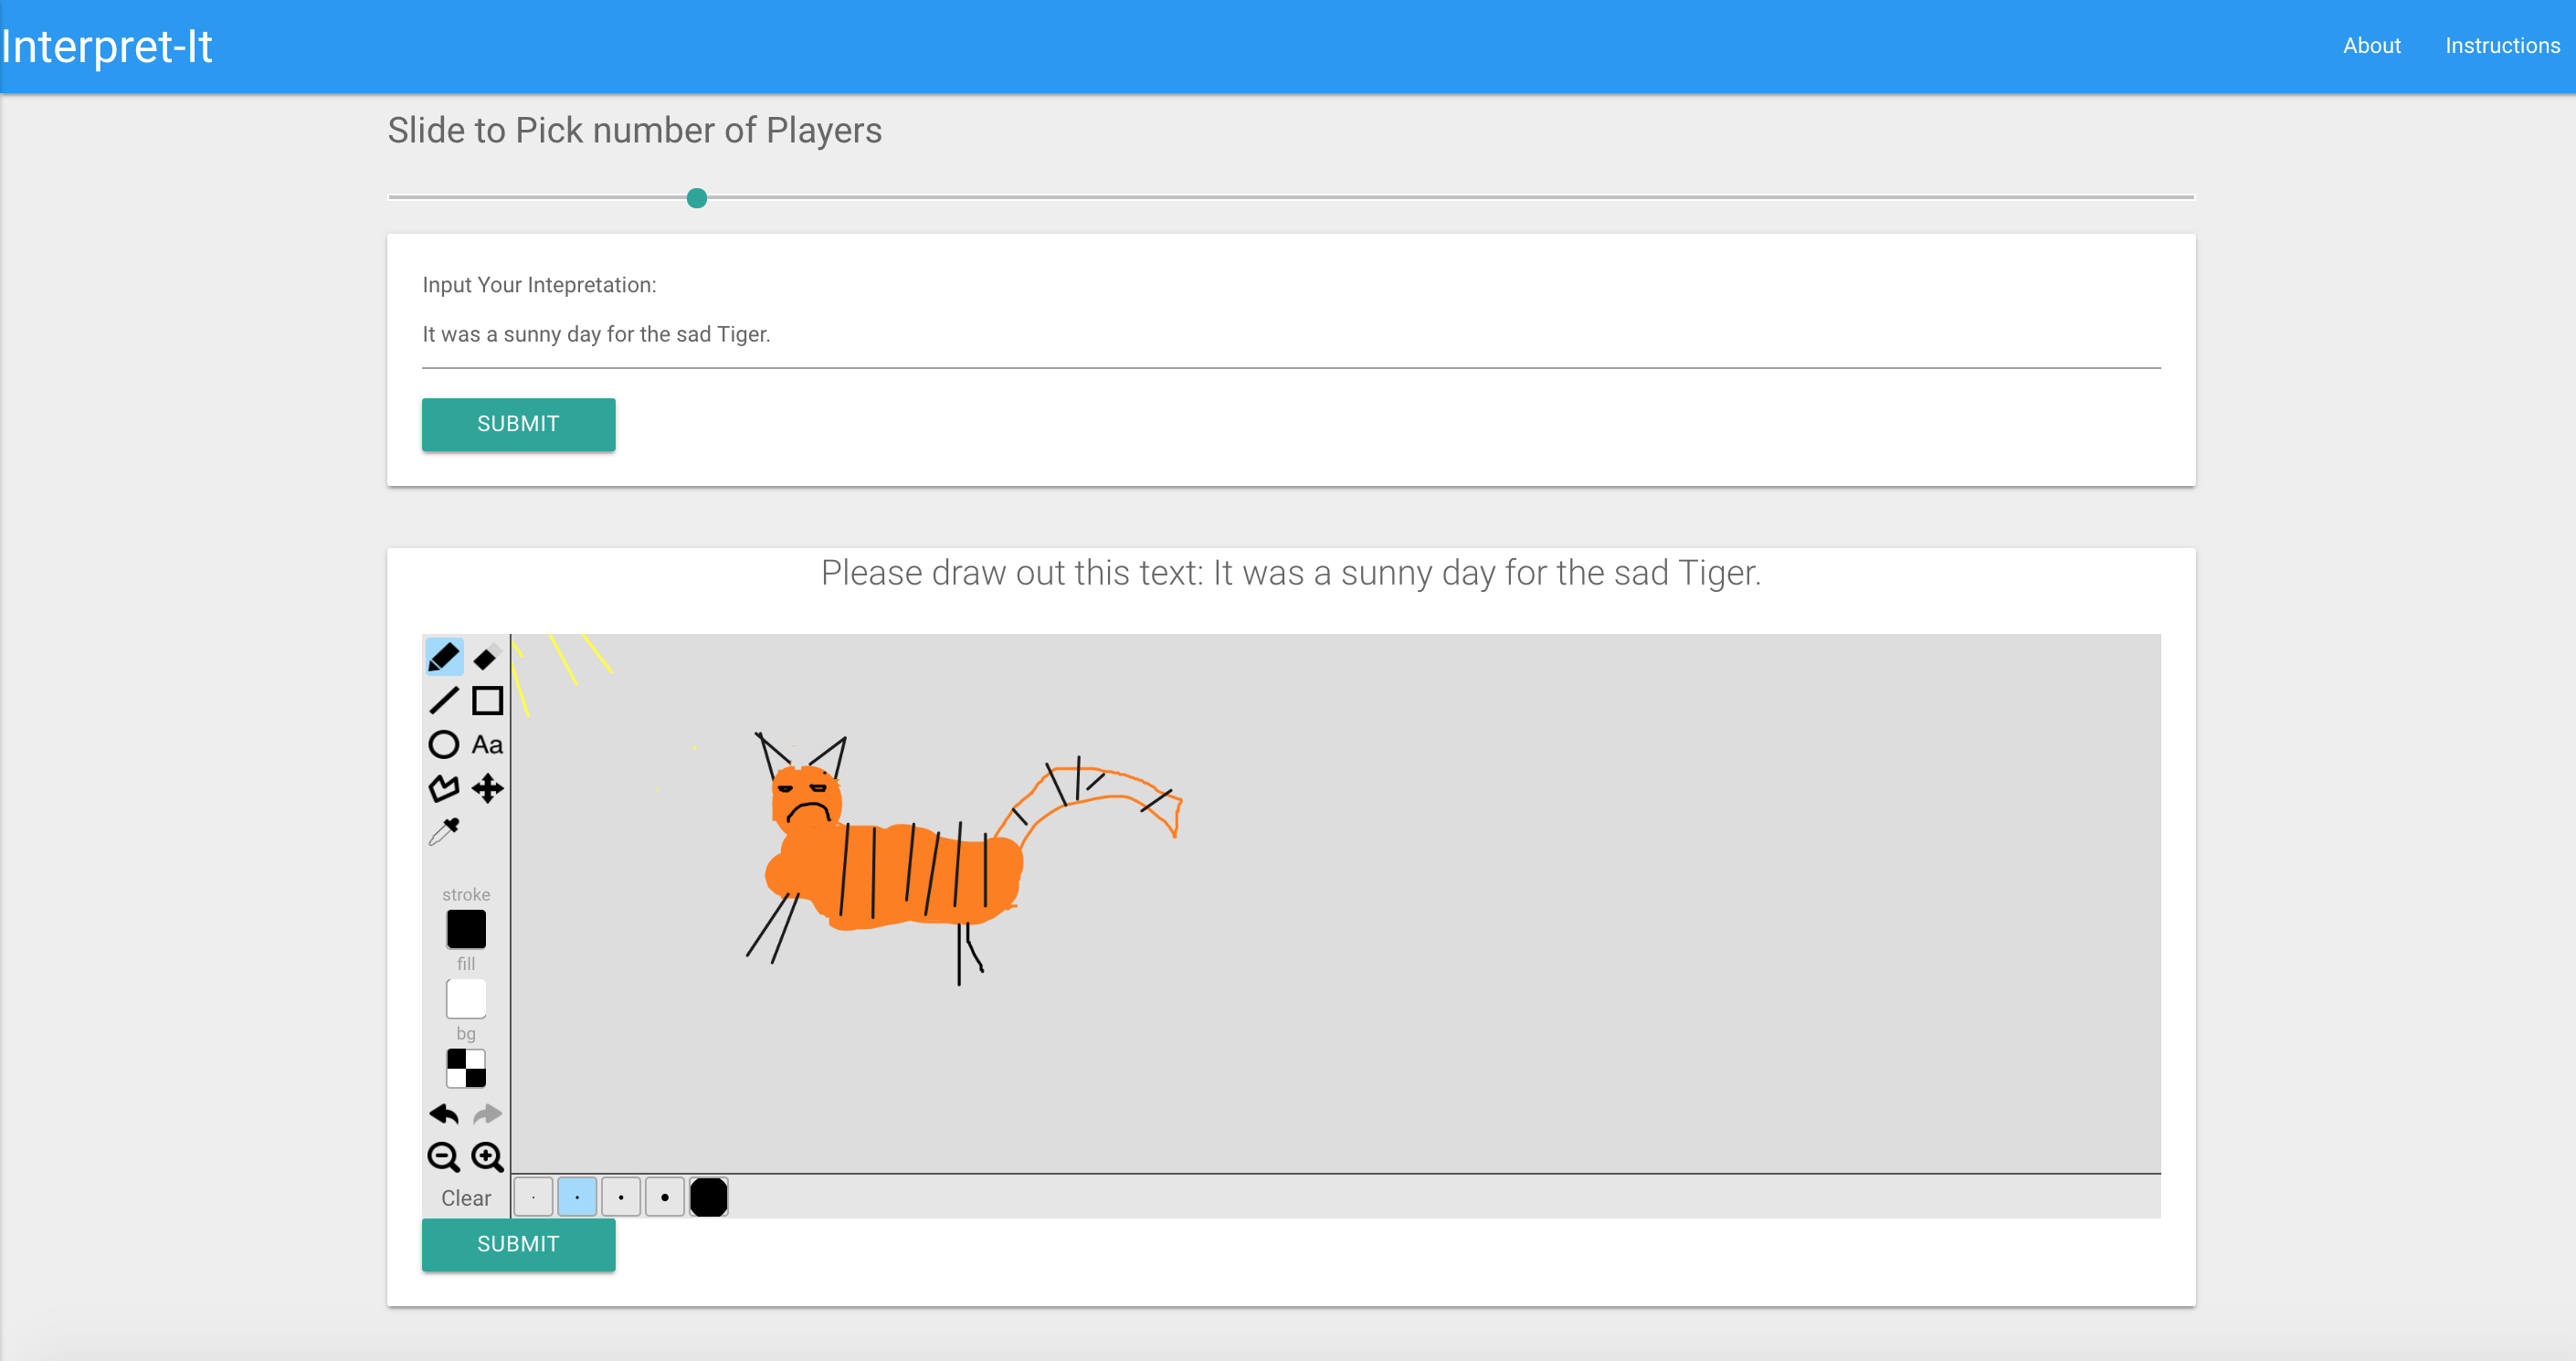 Interpret-It
About
Instructions
Slide to Pick number of Players
Input Your Intepretation:
It was a sunny day for the sad Tiger.
SUBMIT
Please draw out this text: It was a sunny day for the sad Tiger.
Aa
stroke
fill
bg
Clear
SUBMIT